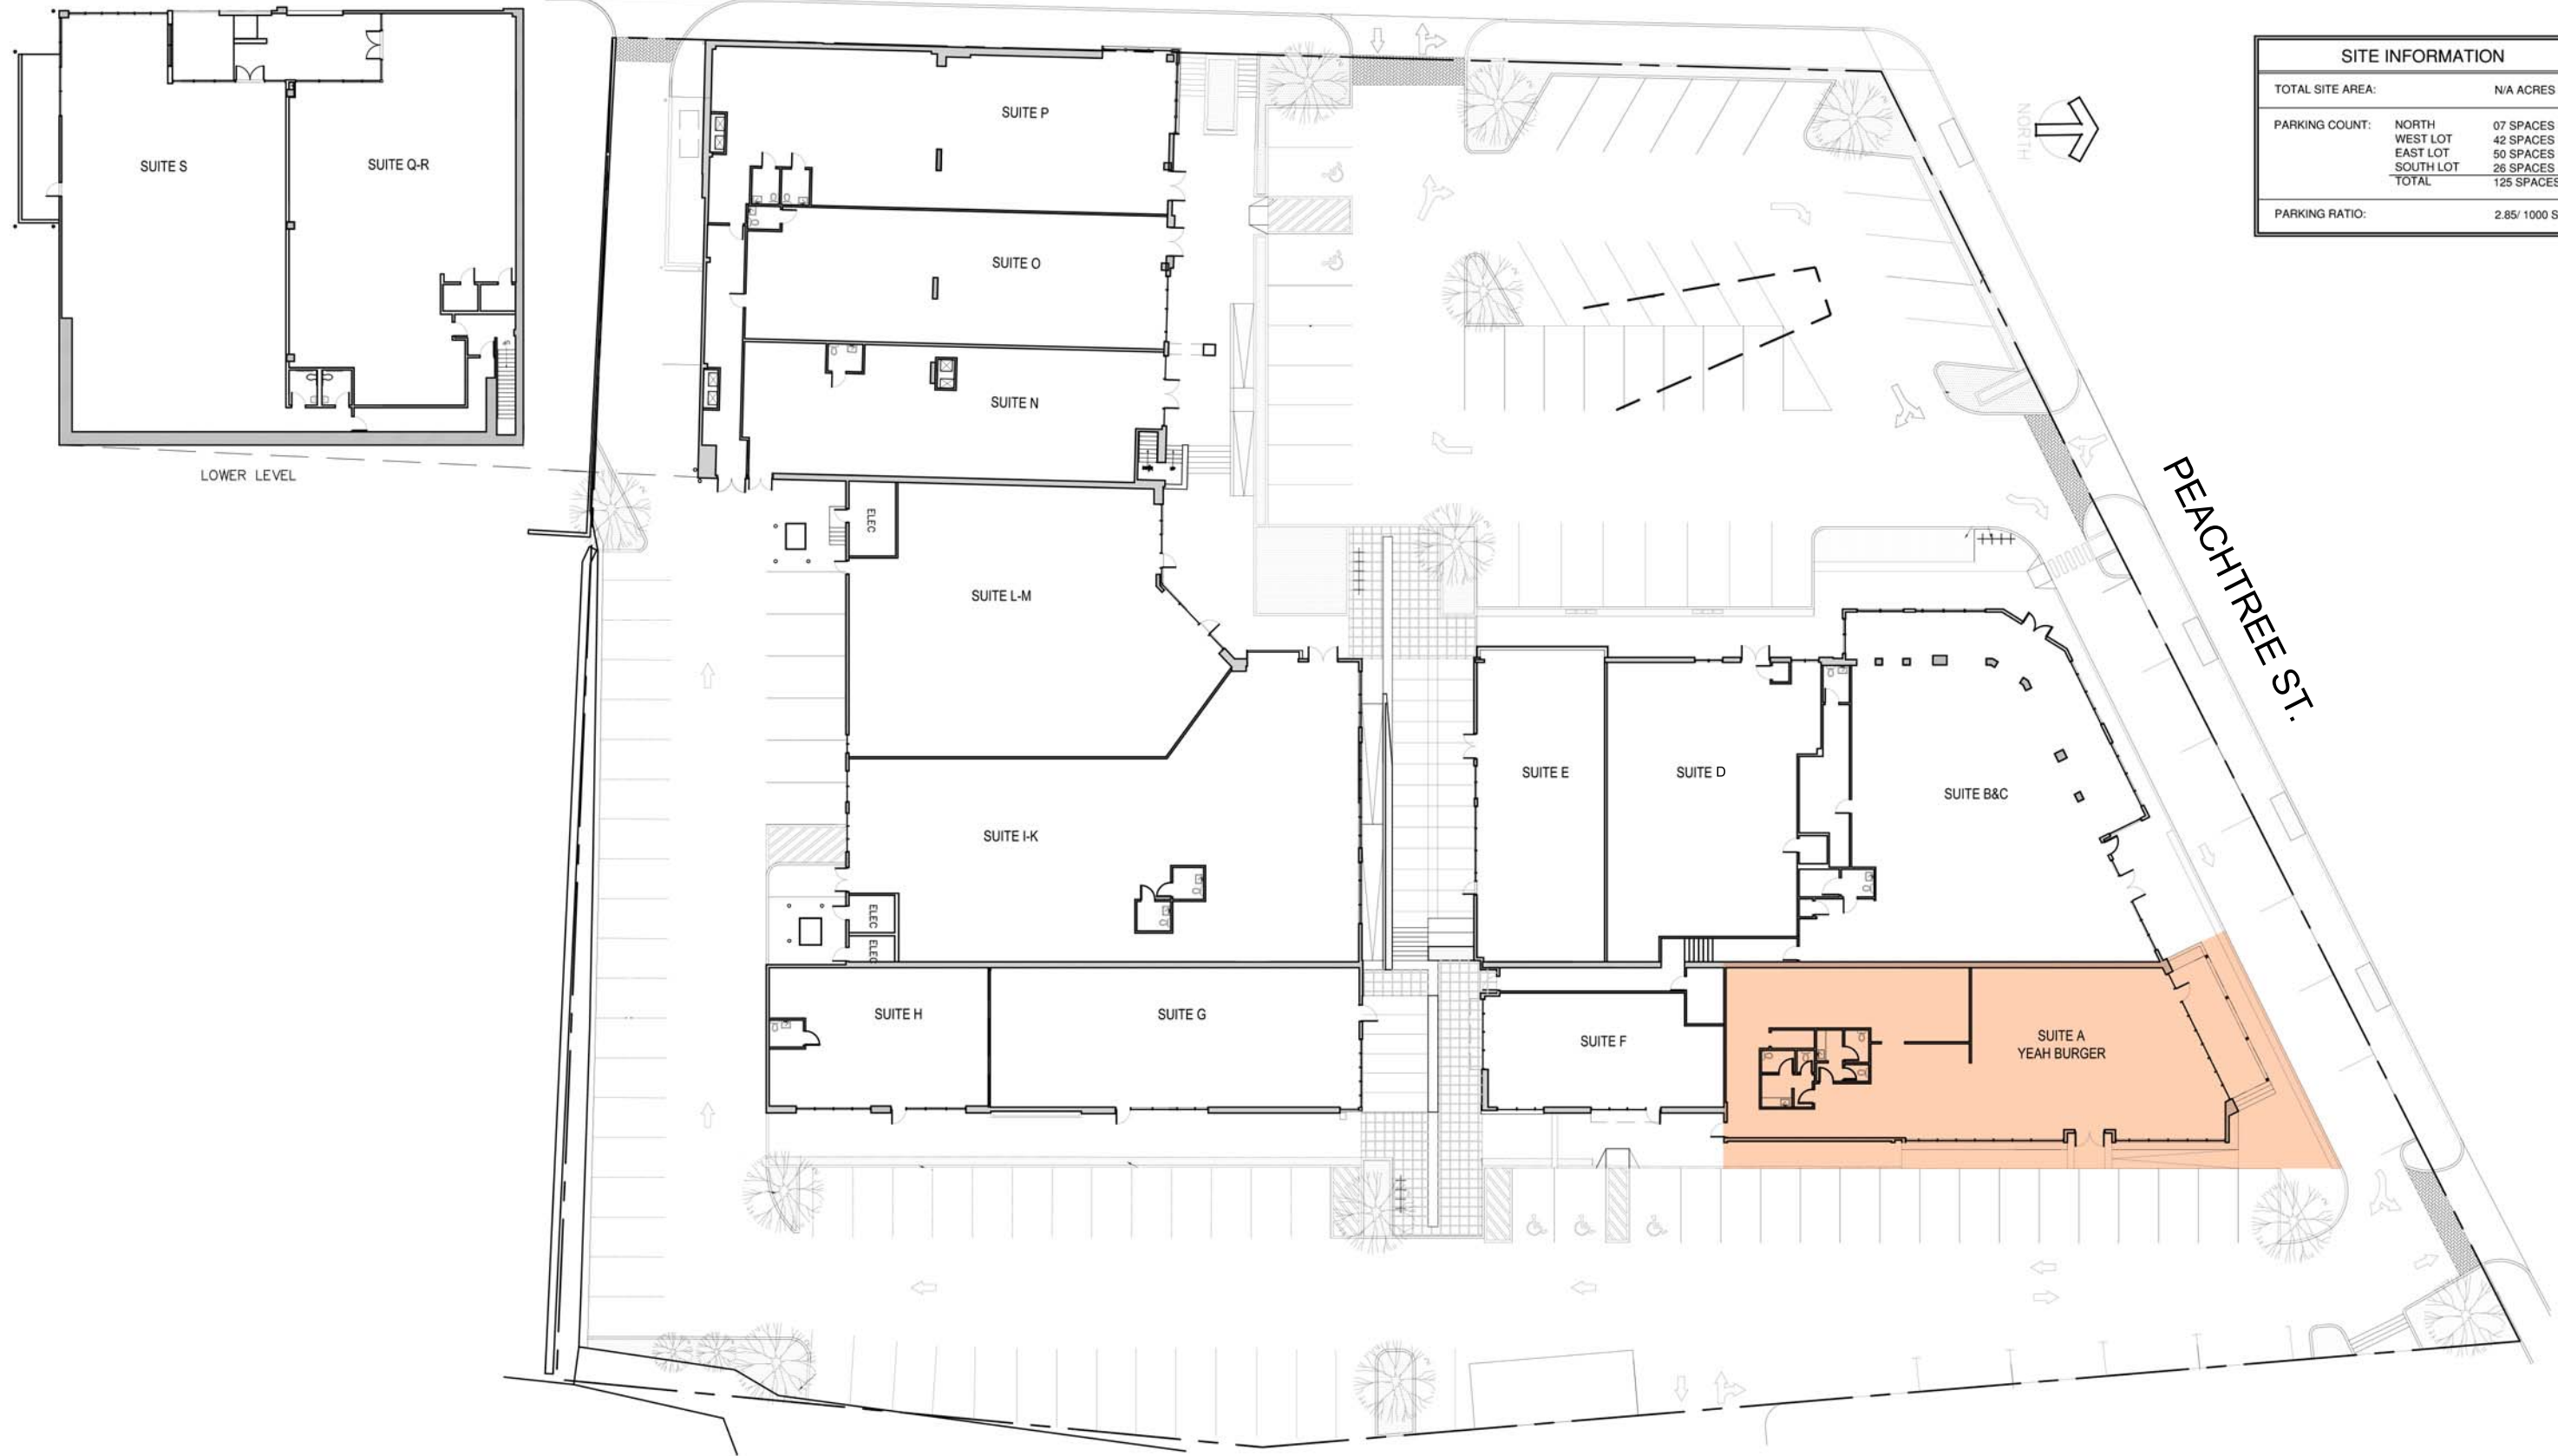 SITE INFORMATION
TOTAL SITE AREA: N/A ACRES
PARKING COUNT: NORTH 07 SPACES
WEST LOT 42 SPACES
EAST LOT 50 SPACES
SOUTH LOT 26 SPACES
TOTAL 125 SPACES
PARKING RATIO: 2.85/ 1000 S
NORTH
SUITE S
SUITE Q-R
LOWER LEVEL
SUITE P
SUITE O
SUITE N
ELEC
SUITE L-M
PEACHTREE ST.
SUITE I-K
ELEC
ELEC
SUITE E
SUITE D
SUITE B&C
SUITE H
SUITE G
SUITE F
SUITE A
YEAH BURGER